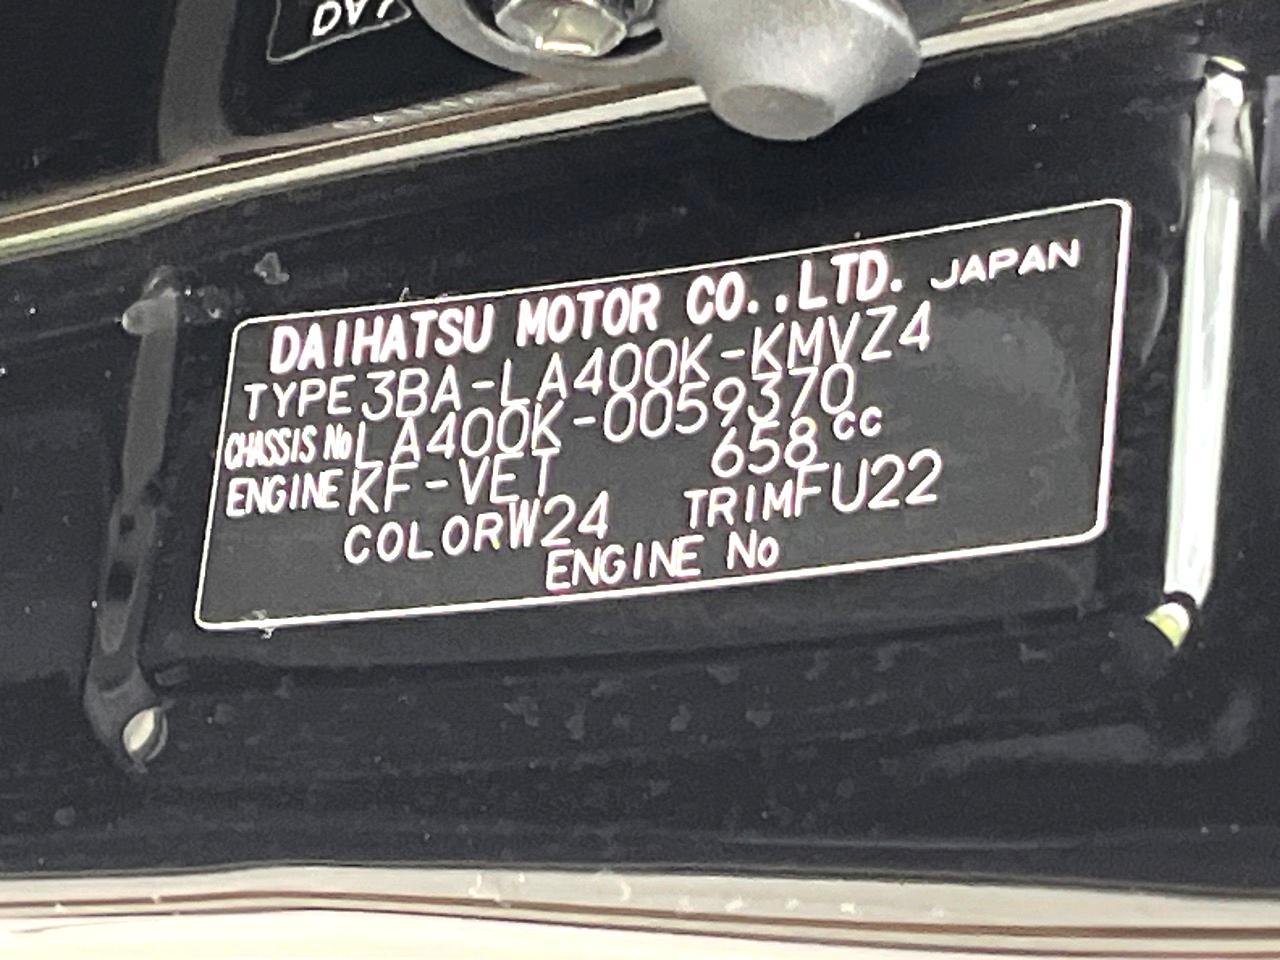 DAIHATSU MOTOR CO.,LTD. JAPAN
TYPE 3BA-LA400K-KMVZ4
CHASSIS No LA400K-0059370
ENGINE KF-VET 658 cc
COLOR W24 TRIM FU22
ENGINE No